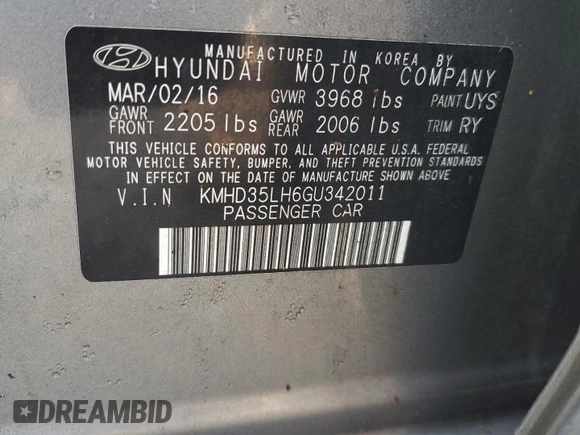 MANUFACTURED IN KOREA BY
HYUNDAI MOTOR COMPANY
MAR/02/16 GVWR 3968 lbs PAINT UYS
GAWR FRONT 2205 lbs GAWR REAR 2006 lbs TRIM RY
THIS VEHICLE CONFORMS TO ALL APPLICABLE U.S.A. FEDERAL
MOTOR VEHICLE SAFETY, BUMPER, AND THEFT PREVENTION STANDARDS
IN EFFECT ON THE DATE OF MANUFACTURE SHOWN ABOVE.
V.I.N KMHD35LH6GU342011
PASSENGER CAR
DREAMBID